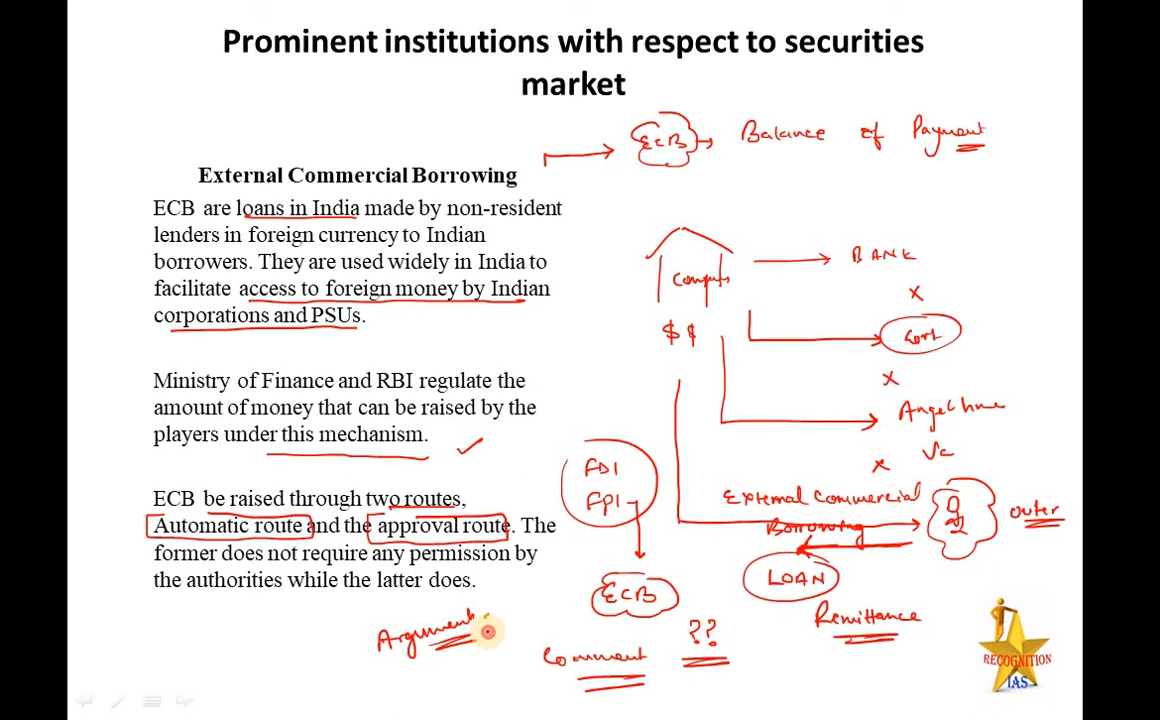 Prominent institutions with respect to securities
market
ECB → Balance of Payment
External Commercial Borrowing
ECB are loans in India made by non-resident
lenders in foreign currency to Indian
borrowers. They are used widely in India to
facilitate access to foreign money by Indian
corporations and PSUs.
Ministry of Finance and RBI regulate the
amount of money that can be raised by the
players under this mechanism.
ECB be raised through two routes,
Automatic route and the approval route. The
former does not require any permission by
the authorities while the latter does.
Argument
BANK
$ $
x
x
Angel
VC
x
FDI
FPI
External Commercial
Borrowing
outer
LOAN
ECB
Remittance
??
Comment
RECOGNITION
IAS